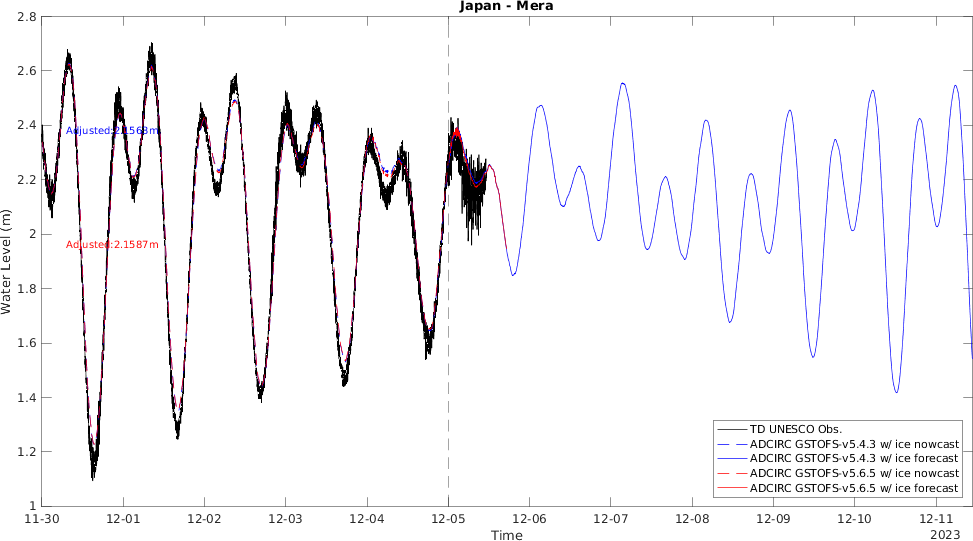 Japan - Mera
2.8
2.6
2.4
2.2
2
1.8
1.6
1.4
1.2
1
Water Level (m)
Adjusted:2.1563m
Adjusted:2.1587m
TD UNESCO Obs.
ADCIRC GSTOFS-v5.4.3 w/ ice nowcast
ADCIRC GSTOFS-v5.4.3 w/ ice forecast
ADCIRC GSTOFS-v5.6.5 w/ ice nowcast
ADCIRC GSTOFS-v5.6.5 w/ ice forecast
11-30 12-01 12-02 12-03 12-04 12-05 12-06 12-07 12-08 12-09 12-10 12-11
2023
Time